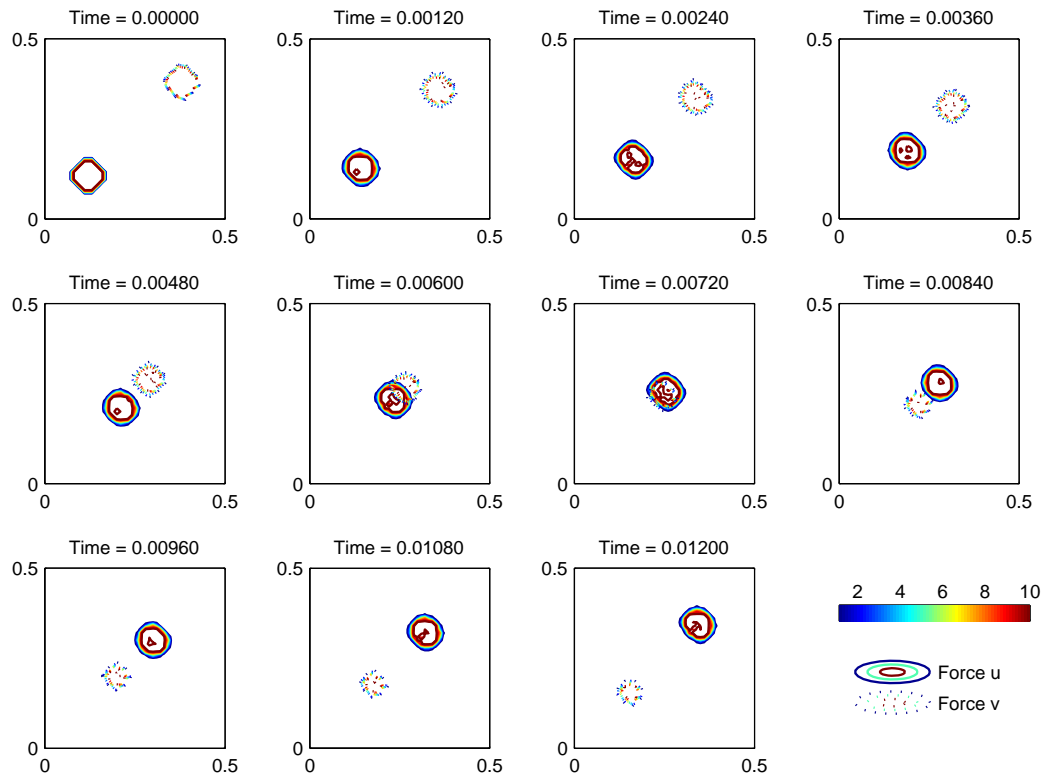 Time = 0.00000
Time = 0.00120
Time = 0.00240
Time = 0.00360
0.5
0.5
0.5
0.5
0
0
0
0
0 0.5
0 0.5
0 0.5
0 0.5
Time = 0.00480
Time = 0.00600
Time = 0.00720
Time = 0.00840
0.5
0.5
0.5
0.5
0
0
0
0
0 0.5
0 0.5
0 0.5
0 0.5
Time = 0.00960
Time = 0.01080
Time = 0.01200
0.5
0.5
0.5
0
0
0
0 0.5
0 0.5
0 0.5
2 4 6 8 10
Force u
Force v